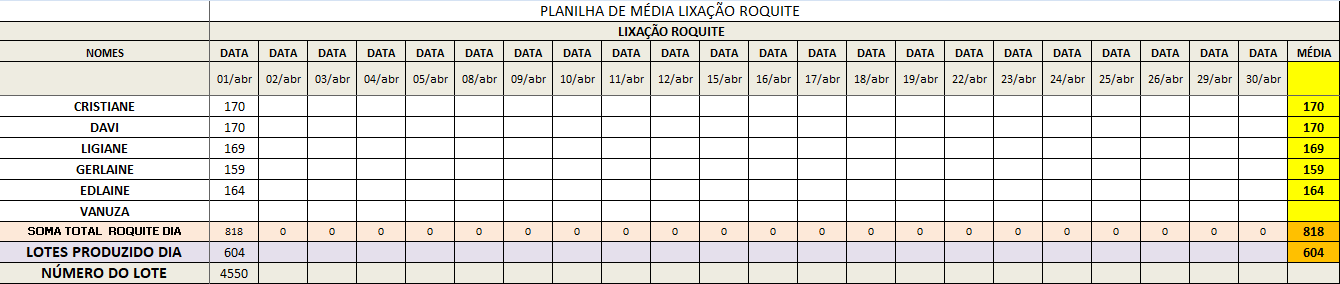 PLANILHA DE MÉDIA LIXAÇÃO ROQUITE
LIXAÇÃO ROQUITE
NOMES DATA DATA DATA DATA DATA DATA DATA DATA DATA DATA DATA DATA DATA DATA DATA DATA DATA DATA DATA DATA DATA DATA MÉDIA
01/abr 02/abr 03/abr 04/abr 05/abr 08/abr 09/abr 10/abr 11/abr 12/abr 15/abr 16/abr 17/abr 18/abr 19/abr 22/abr 23/abr 24/abr 25/abr 26/abr 29/abr 30/abr
CRISTIANE 170 170
DAVI 170 170
LIGIANE 169 169
GERLAINE 159 159
EDLAINE 164 164
VANUZA
SOMA TOTAL ROQUITE DIA 818 0 0 0 0 0 0 0 0 0 0 0 0 0 0 0 0 0 0 0 0 0 818
LOTES PRODUZIDO DIA 604 604
NÚMERO DO LOTE 4550